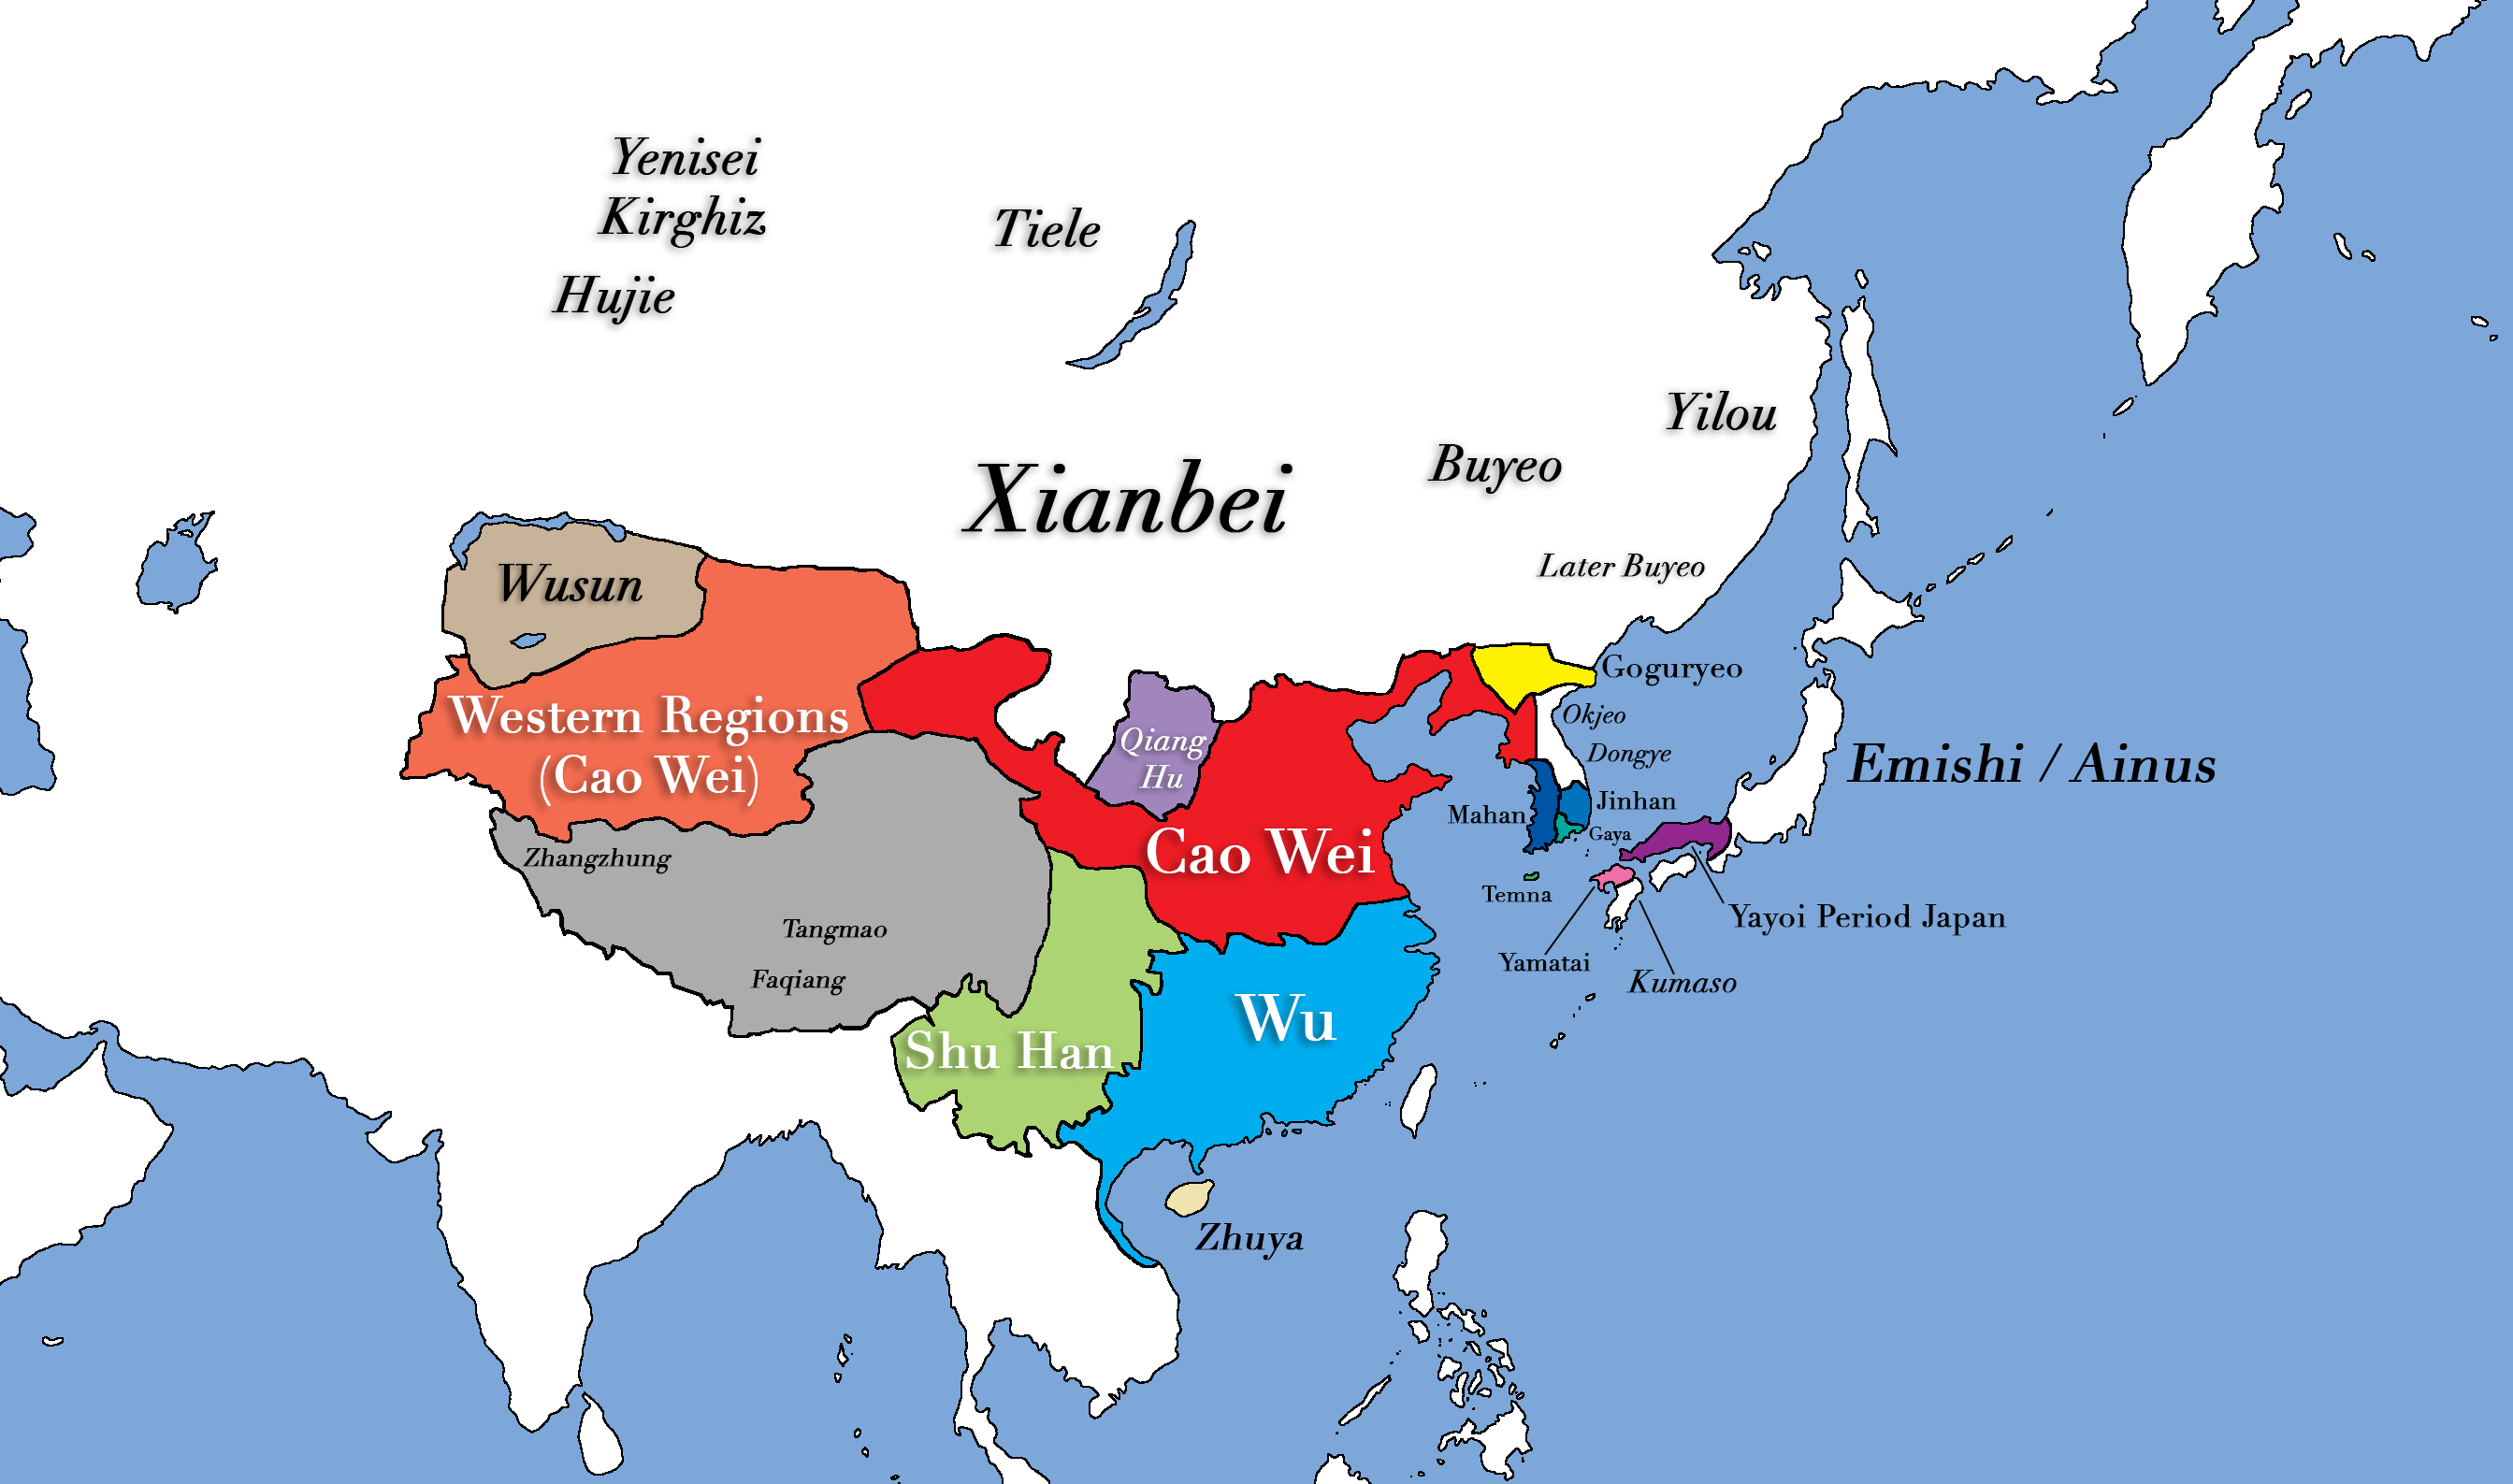 Yenisei
Kirghiz
Hujie
Tiele
Xianbei
Yilou
Buyeo
Later Buyeo
Wusun
Western Regions
(Cao Wei)
Qiang
Hu
Goguryeo
Okjeo
Dongye
Emishi / Ainus
Mahan
Jinhan
Gaya
Cao Wei
Zhangzhung
Temna
Tangmao
Yayoi Period Japan
Faqiang
Yamatai
Kumaso
Wu
Shu Han
Zhuya